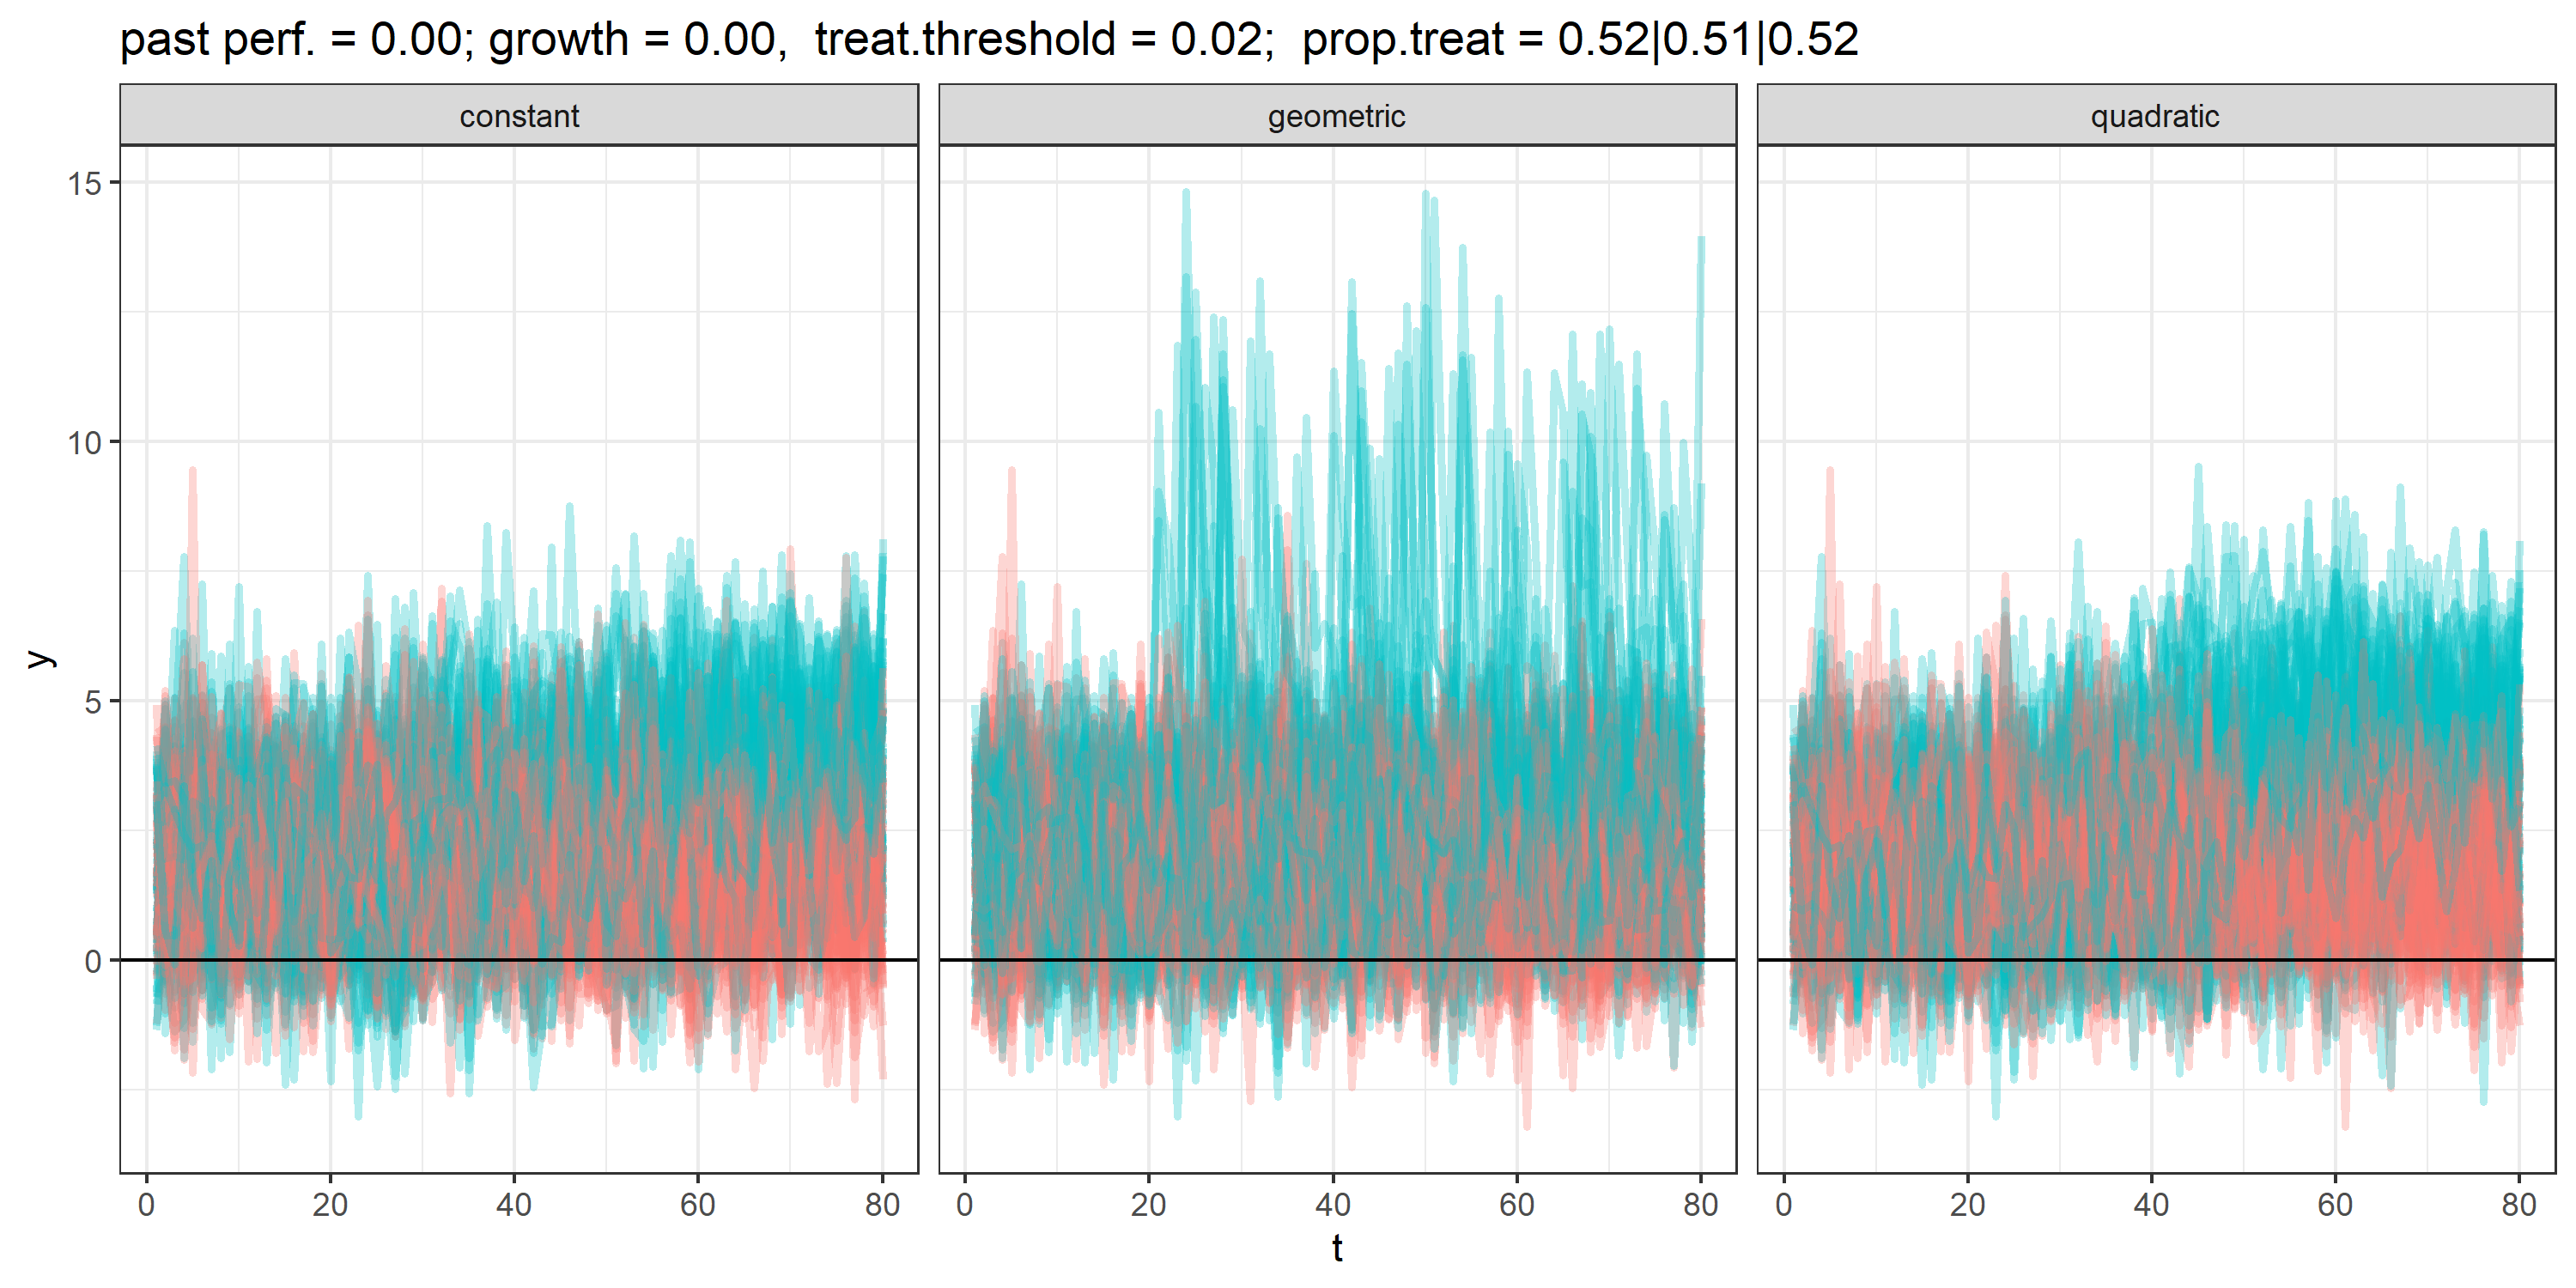 past perf. = 0.00; growth = 0.00,  treat.threshold = 0.02;  prop.treat = 0.52|0.51|0.52
constant
geometric
quadratic
15
10
5
0
y
0 20 40 60 80
0 20 40 60 80
0 20 40 60 80
t